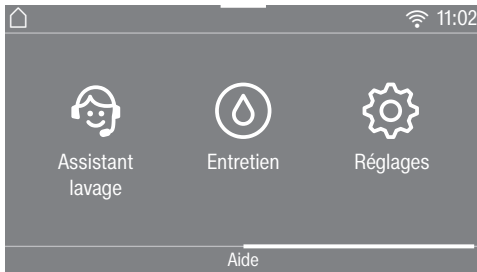 11:02
Assistant
lavage
Entretien
Réglages
Aide